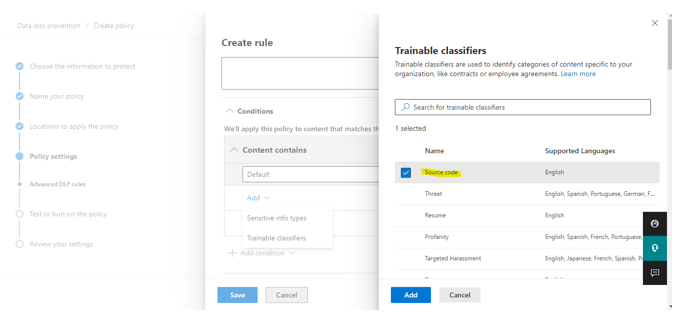 Data loss prevention > Create policy
Choose the information to protect
Name your policy
Locations to apply the policy
Policy settings
Advanced DLP rules
Test or turn on the policy
Review your settings
Create rule
Conditions
We'll apply this policy to content that matches th
Content contains
Default
Add
Sensitive info types
Trainable classifiers
Add condition
Save
Cancel
Trainable classifiers
Trainable classifiers are used to identify categories of content specific to your
organization, like contracts or employee agreements. Learn more
Search for trainable classifiers
1 selected
Name Supported Languages
Source code English
Threat English, Spanish, Portuguese, German, F...
Resume English
Profanity English, Spanish, French, Portuguese,
Targeted Harassment English, Japanese, French, Spanish, P
Add
Cancel